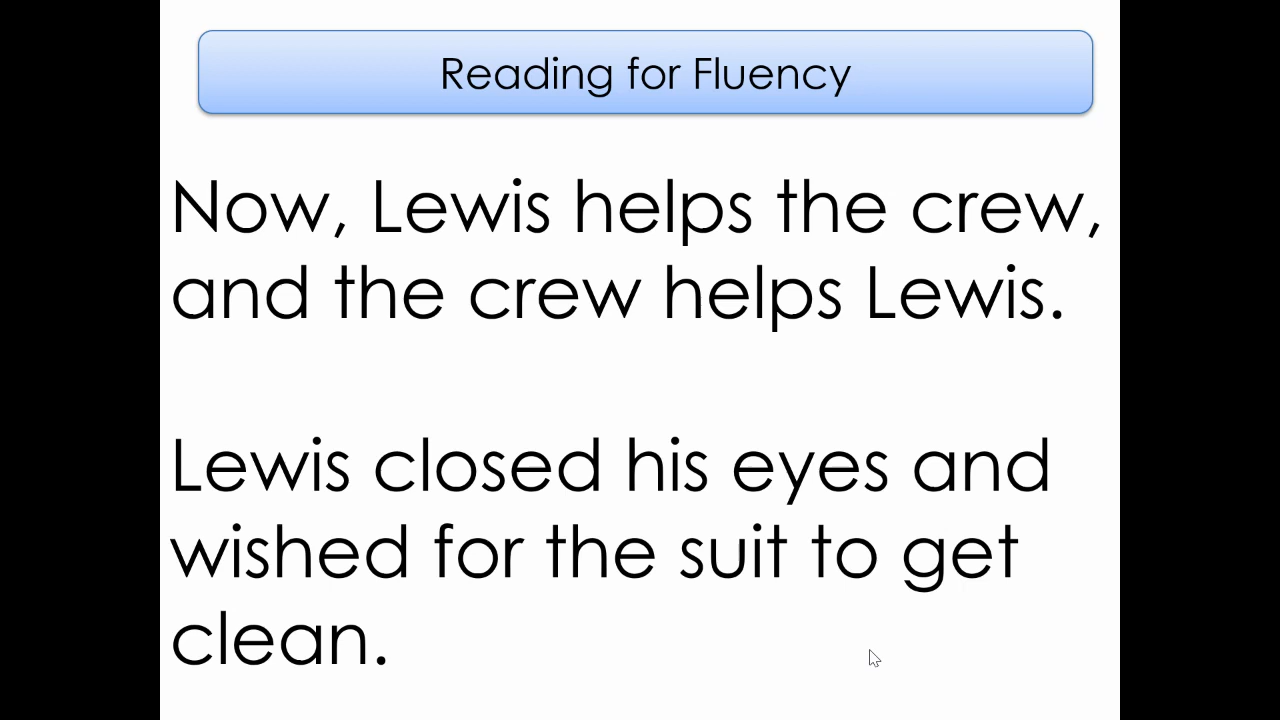 Reading for Fluency
Now, Lewis helps the crew,
and the crew helps Lewis.
Lewis closed his eyes and
wished for the suit to get
clean.